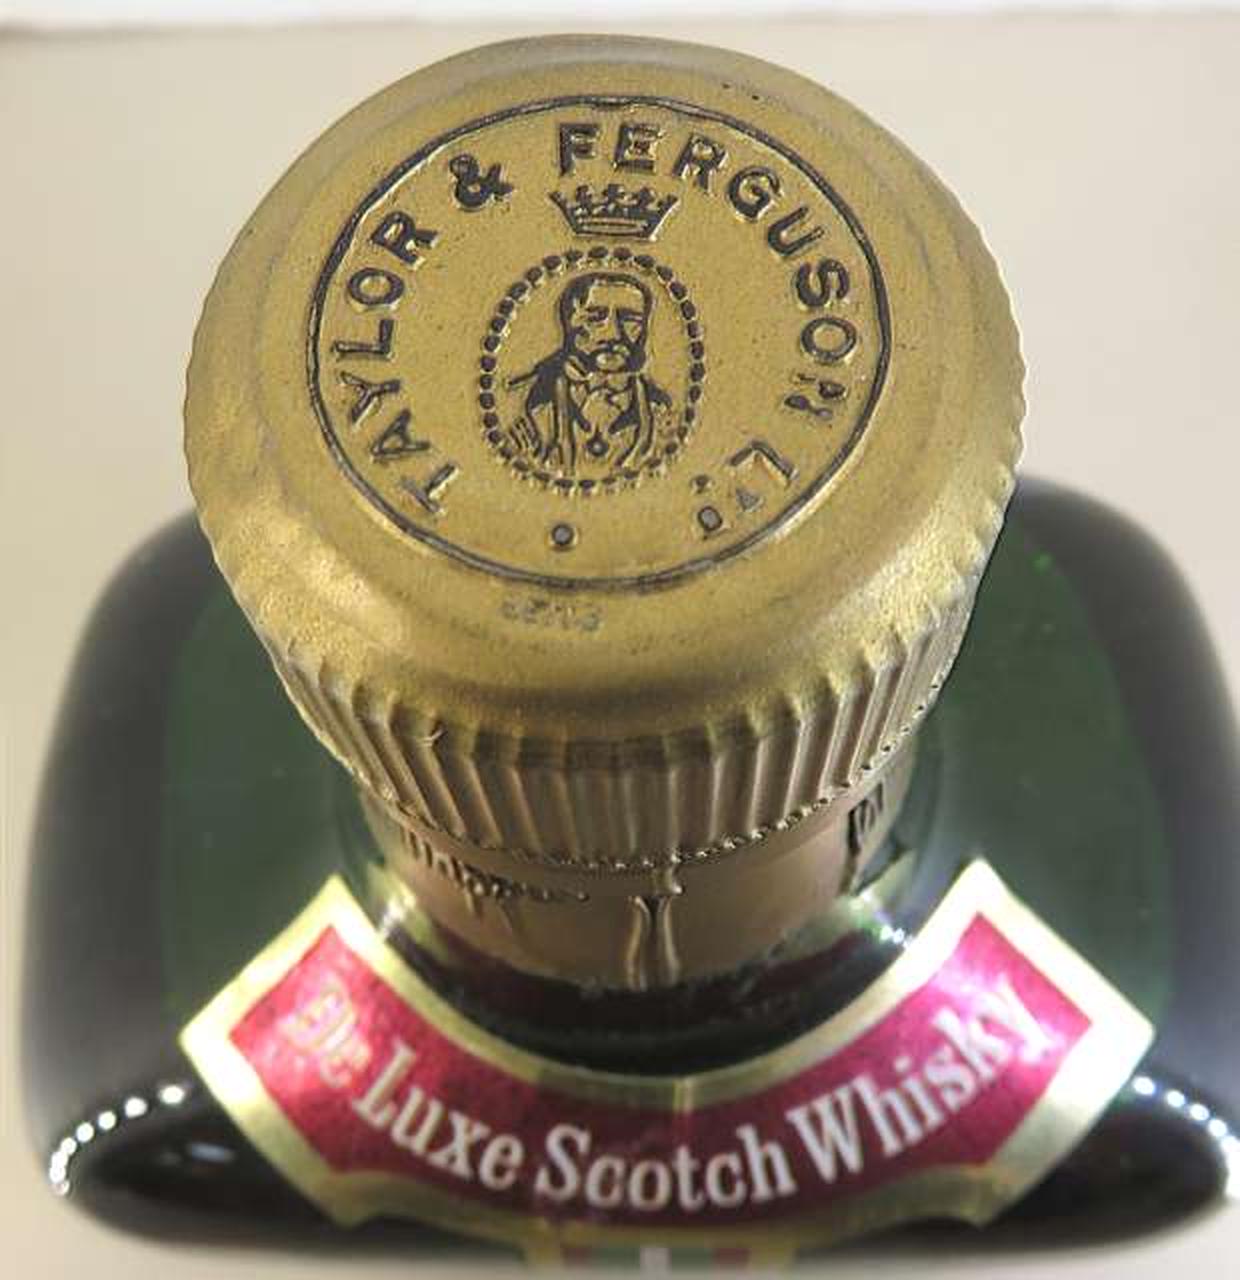 TAYLOR & FERGUSON LTD.
De Luxe Scotch Whisky